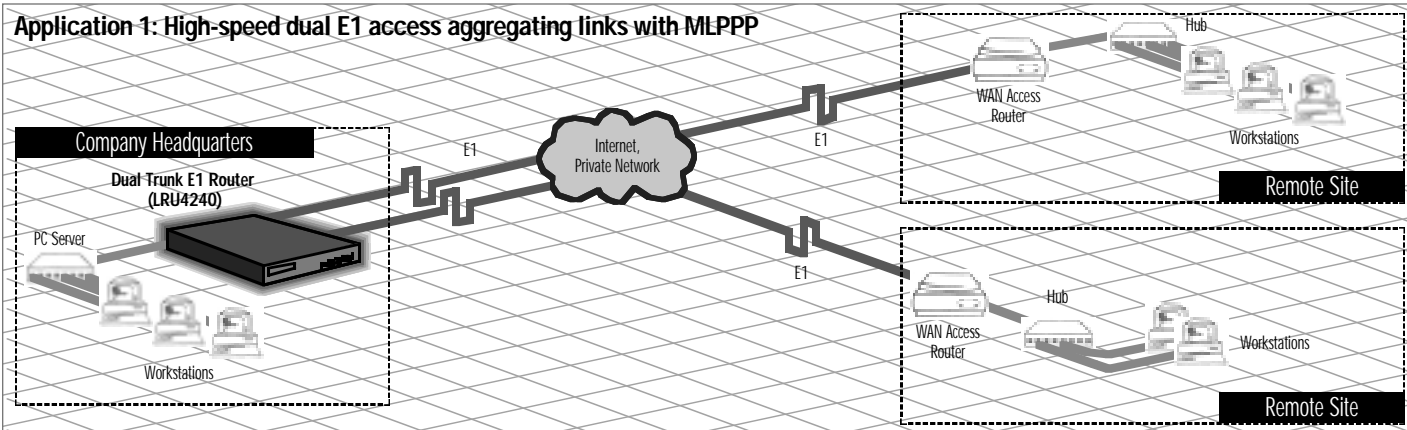 Application 1: High-speed dual E1 access aggregating links with MLPPP
Company Headquarters
Dual Trunk E1 Router
(LRU4240)
PC Server
Workstations
E1
Internet,
Private Network
E1
E1
WAN Access
Router
Hub
Workstations
Remote Site
WAN Access
Router
Hub
Workstations
Remote Site